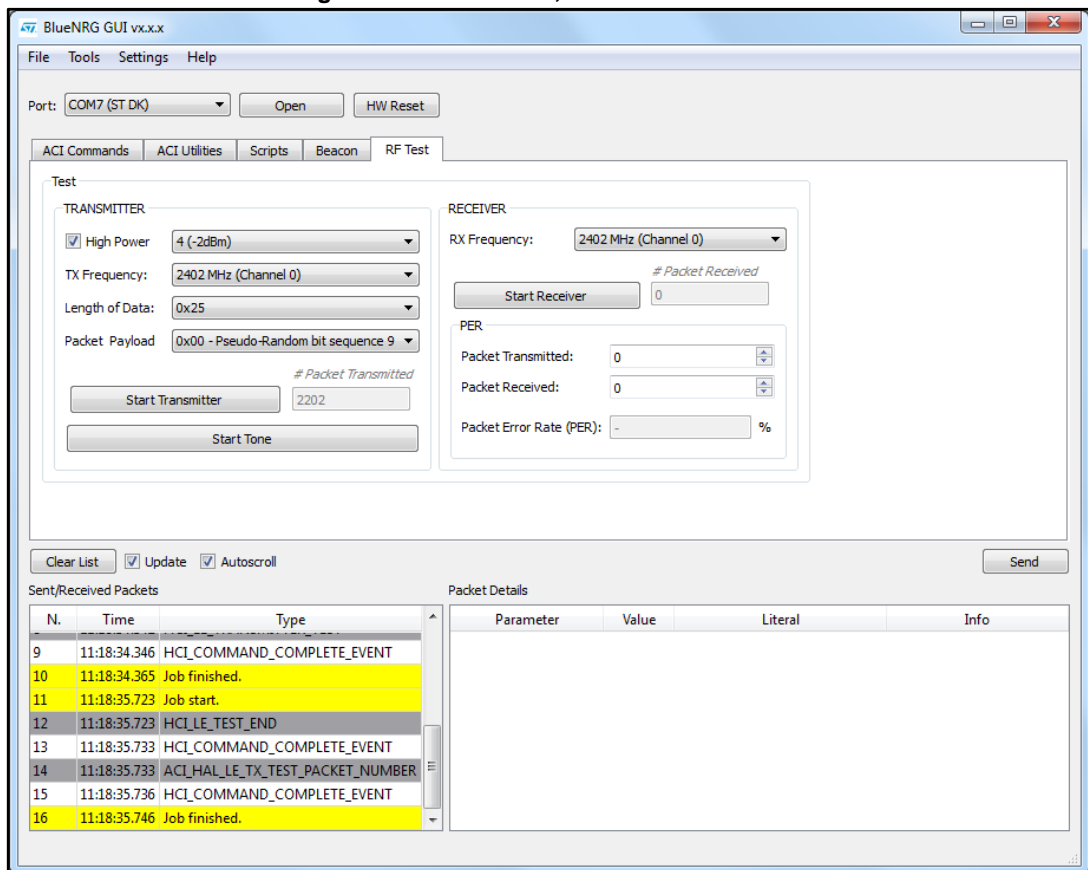 BlueNRG GUI vx.x.x
File Tools Settings Help
Port: COM7 (ST DK) Open HW Reset
ACI Commands ACI Utilities Scripts Beacon RF Test
Test
TRANSMITTER
High Power 4 (-2dBm)
TX Frequency: 2402 MHz (Channel 0)
Length of Data: 0x25
Packet Payload 0x00 - Pseudo-Random bit sequence 9
# Packet Transmitted
Start Transmitter 2202
Start Tone
RECEIVER
RX Frequency: 2402 MHz (Channel 0)
# Packet Received
Start Receiver 0
PER
Packet Transmitted: 0
Packet Received: 0
Packet Error Rate (PER): - %
Clear List Update Autoscroll Send
Sent/Received Packets
N. Time Type
9 11:18:34.346 HCI_COMMAND_COMPLETE_EVENT
10 11:18:34.365 Job finished.
11 11:18:35.723 Job start.
12 11:18:35.723 HCI_LE_TEST_END
13 11:18:35.733 HCI_COMMAND_COMPLETE_EVENT
14 11:18:35.733 ACI_HAL_LE_TX_TEST_PACKET_NUMBER
15 11:18:35.736 HCI_COMMAND_COMPLETE_EVENT
16 11:18:35.746 Job finished.
Packet Details
Parameter Value Literal Info